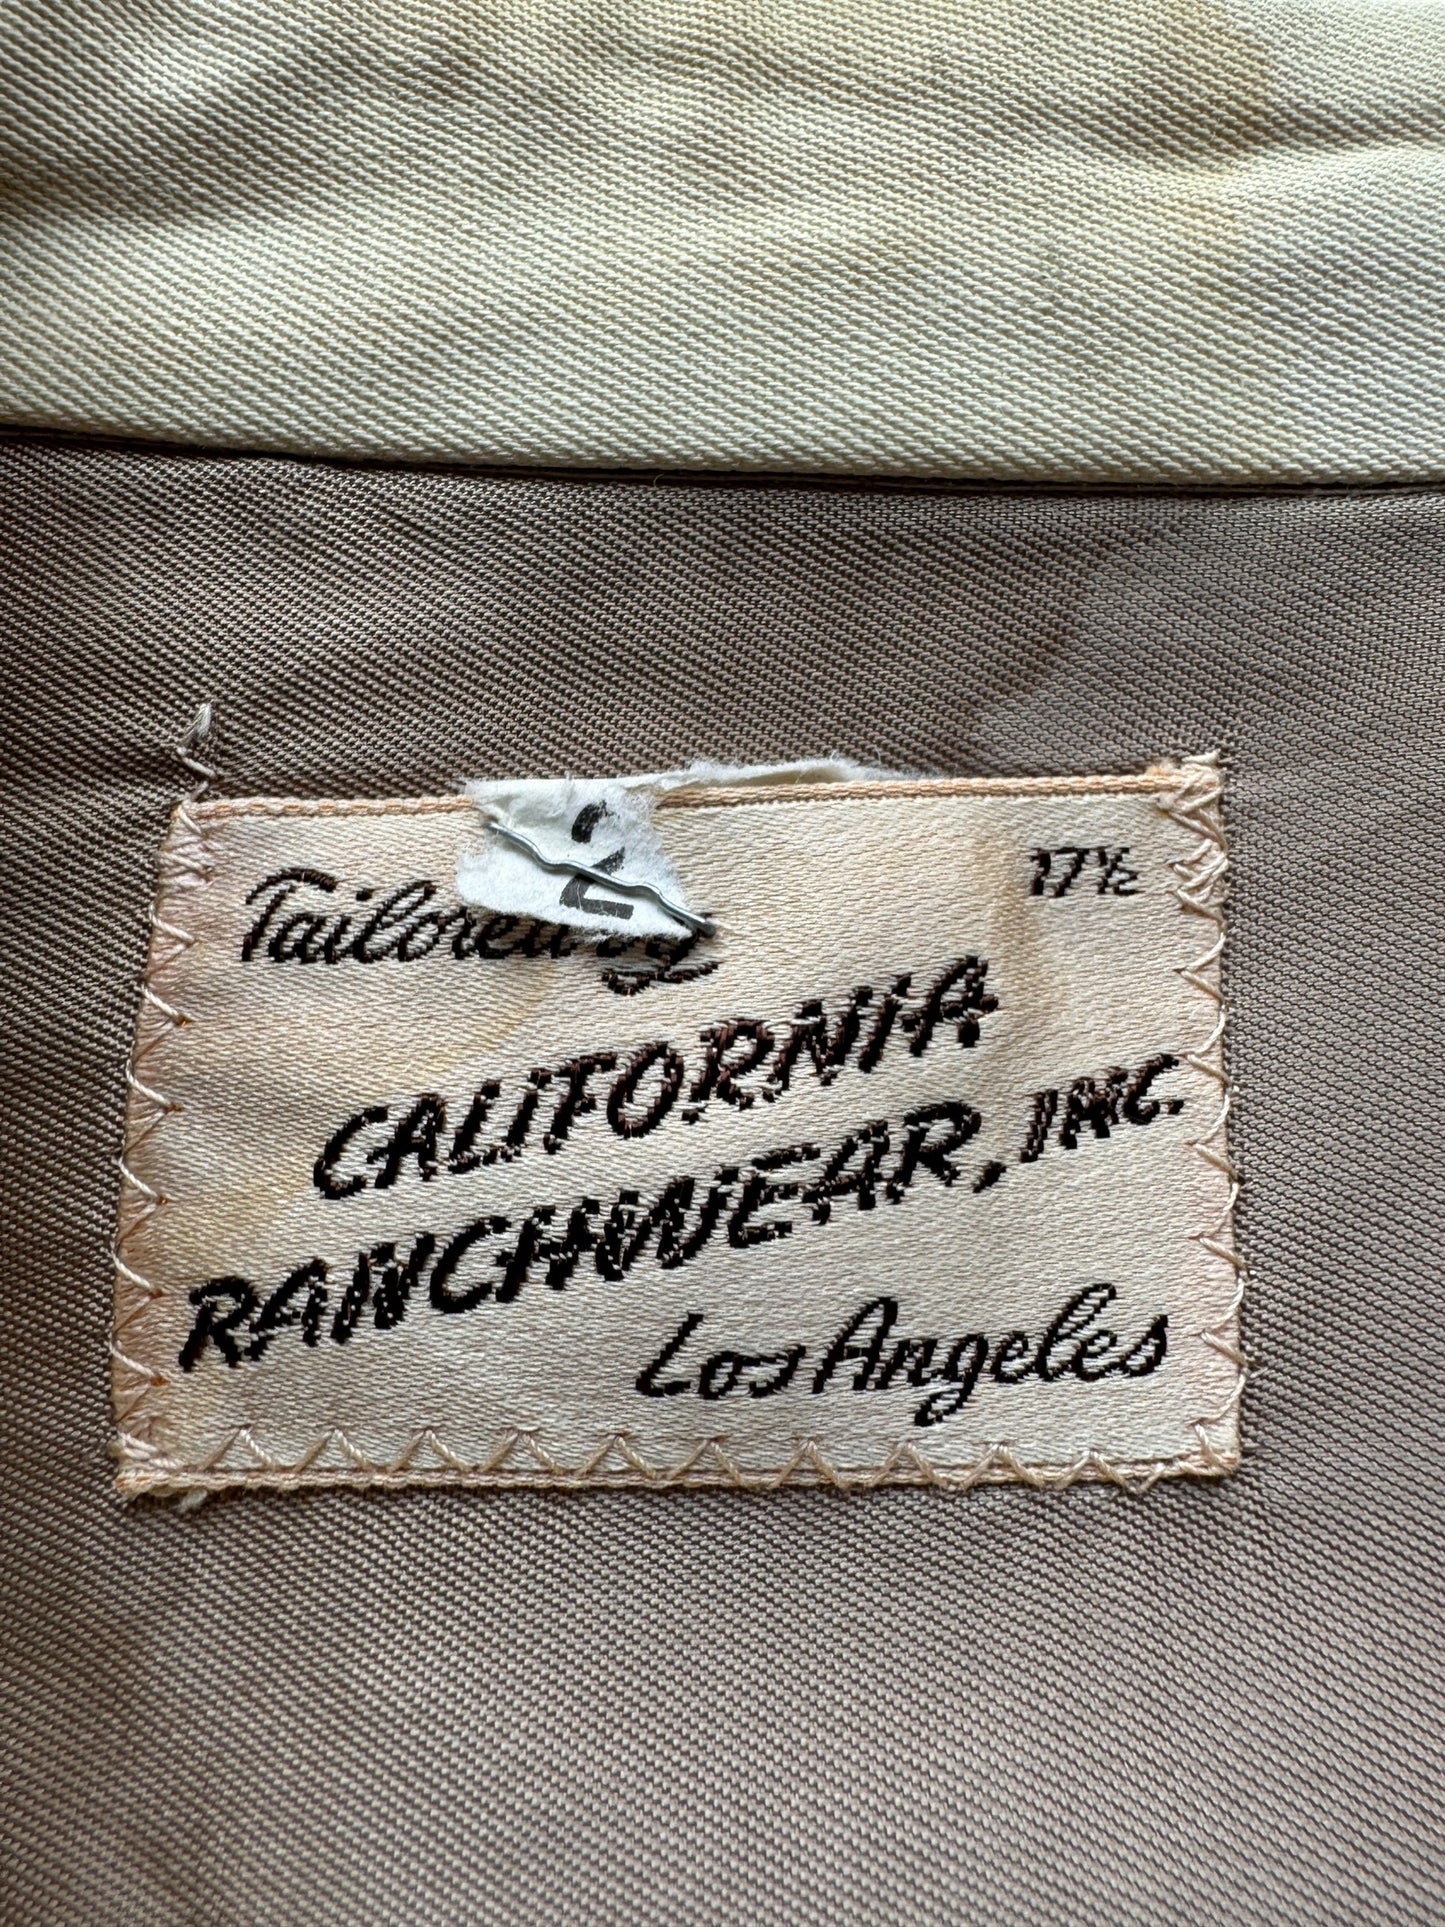 Tailored by
17½
CALIFORNIA
RANCHWEAR, INC.
Los Angeles